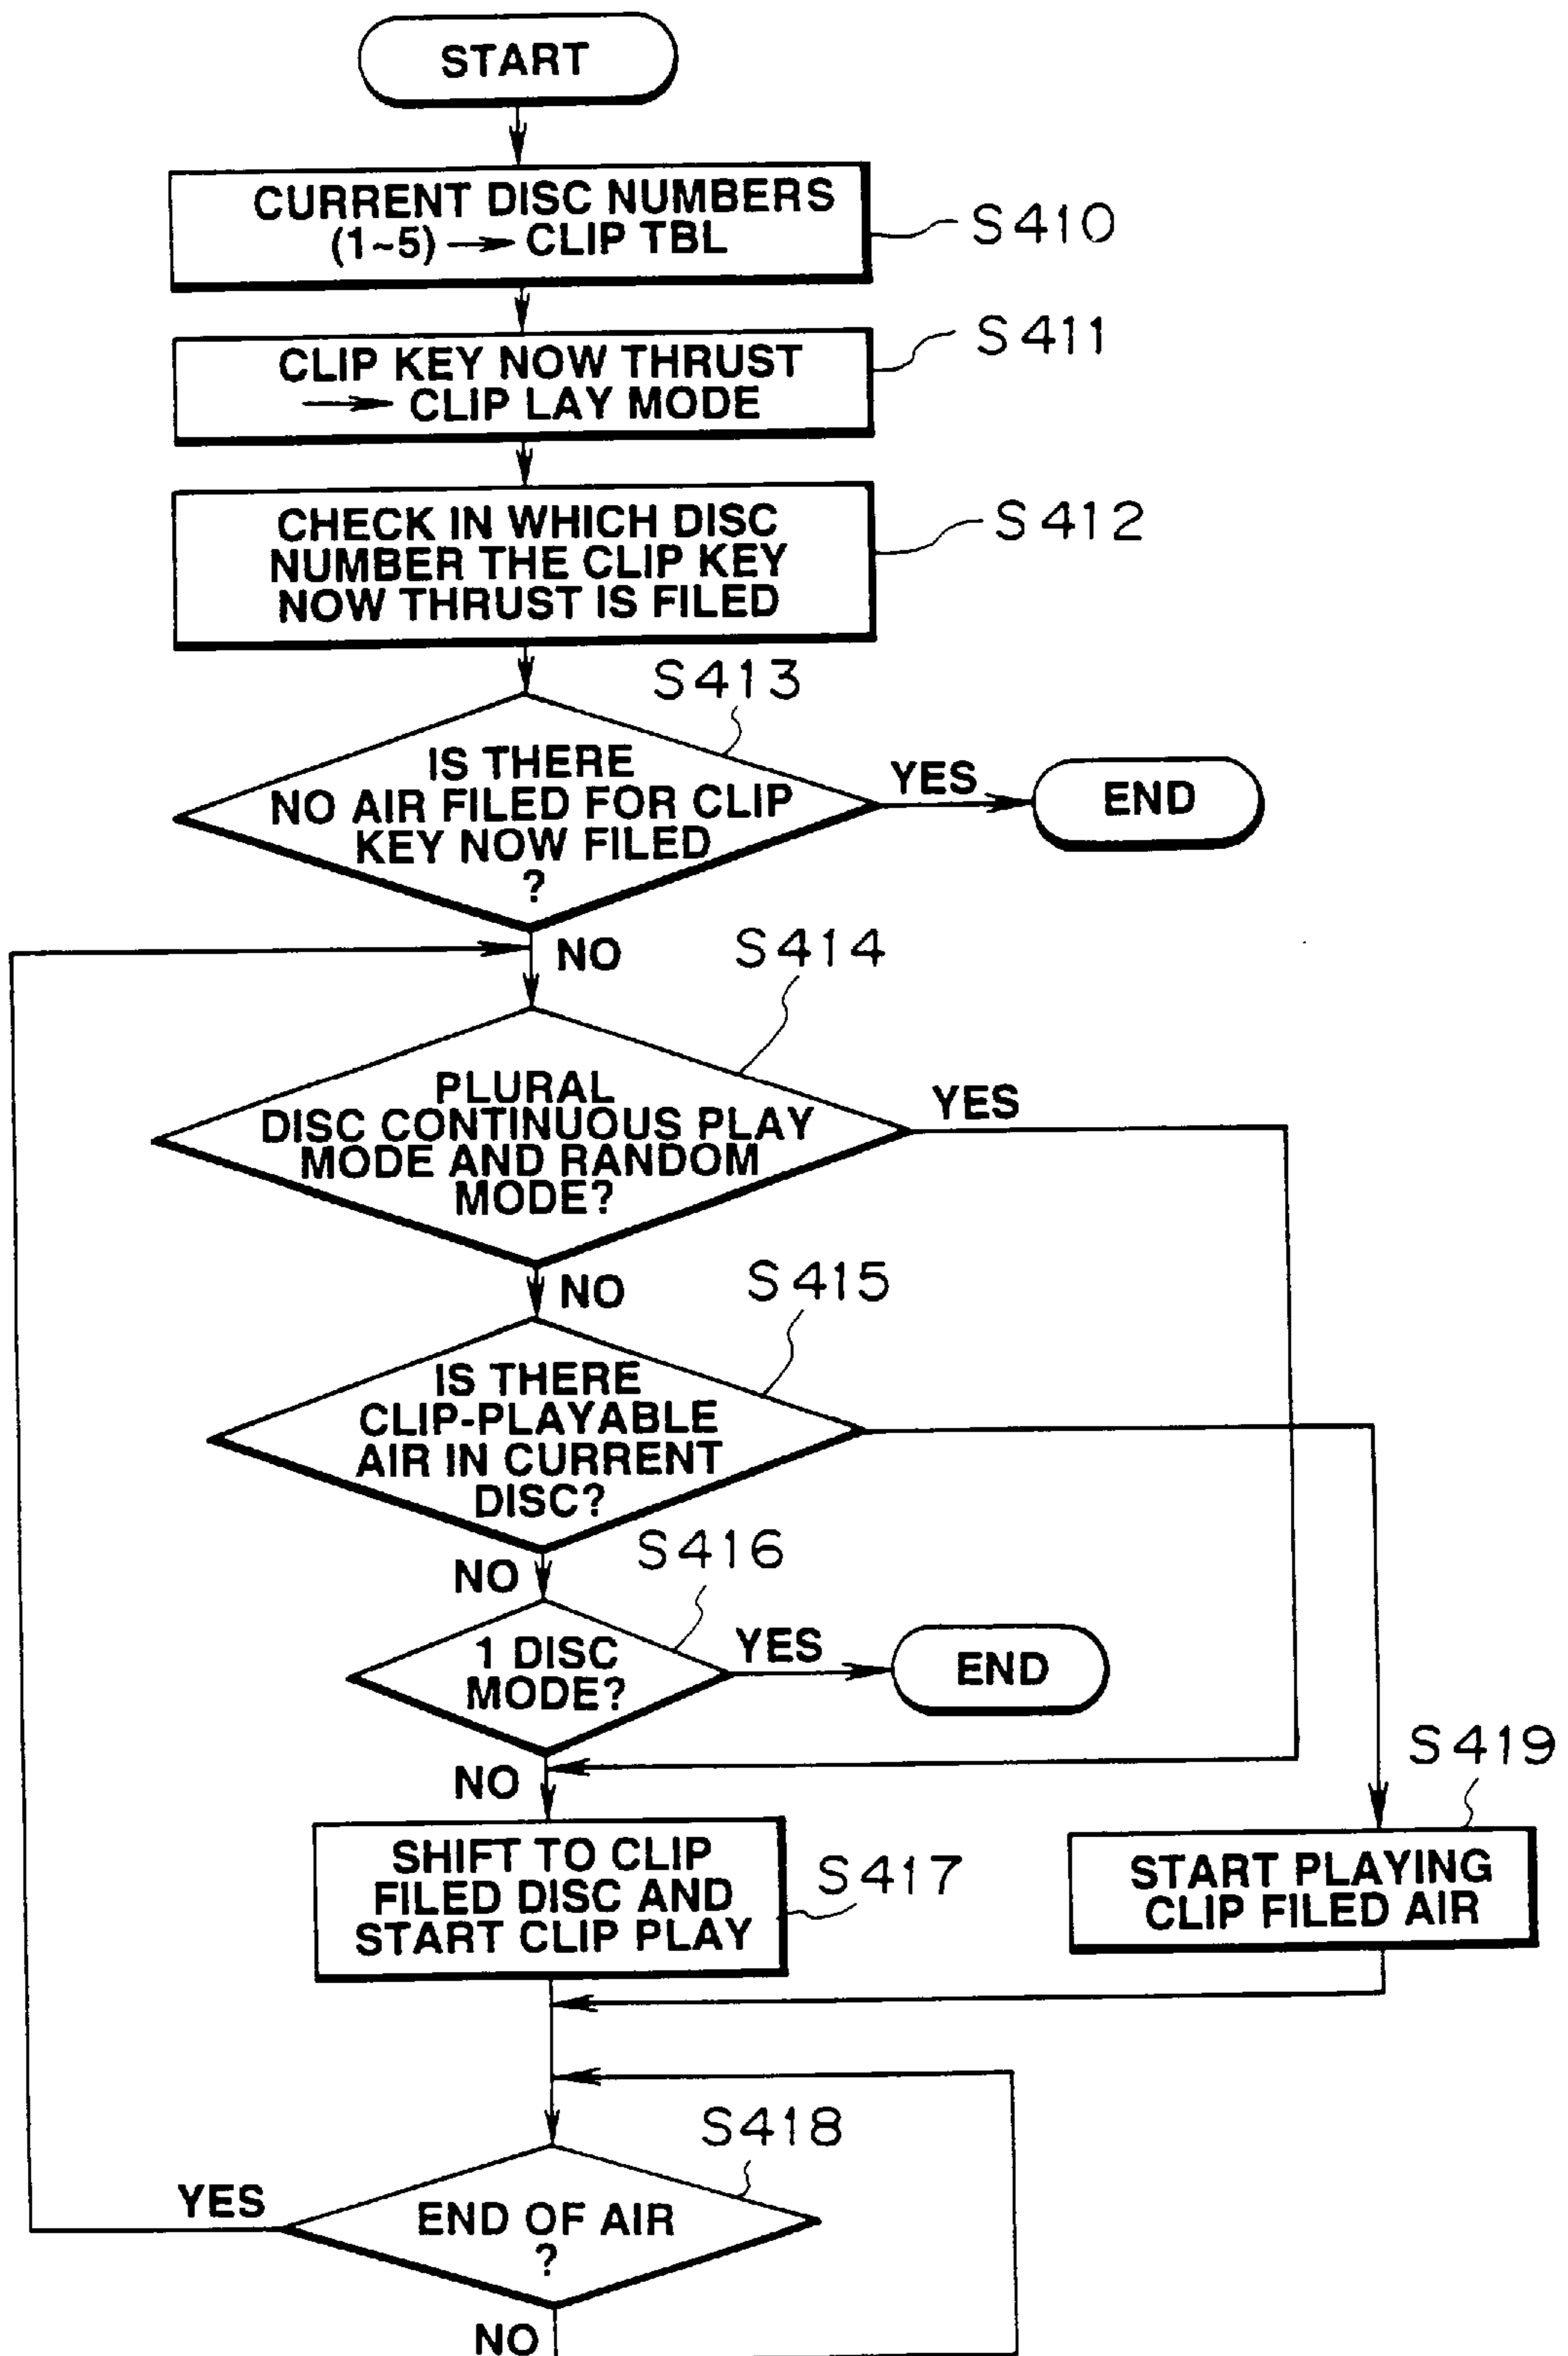 START
CURRENT DISC NUMBERS
(1~5) → CLIP TBL
S410
CLIP KEY NOW THRUST
→ CLIP LAY MODE
S411
CHECK IN WHICH DISC
NUMBER THE CLIP KEY
NOW THRUST IS FILED
S412
S413
IS THERE
NO AIR FILED FOR CLIP
KEY NOW FILED
?
YES
END
NO
S414
PLURAL
DISC CONTINUOUS PLAY
MODE AND RANDOM
MODE?
YES
NO
S415
IS THERE
CLIP-PLAYABLE
AIR IN CURRENT
DISC?
NO
S416
1 DISC
MODE?
YES
END
NO
S419
SHIFT TO CLIP
FILED DISC AND
START CLIP PLAY
S417
START PLAYING
CLIP FILED AIR
S418
YES
END OF AIR
?
NO